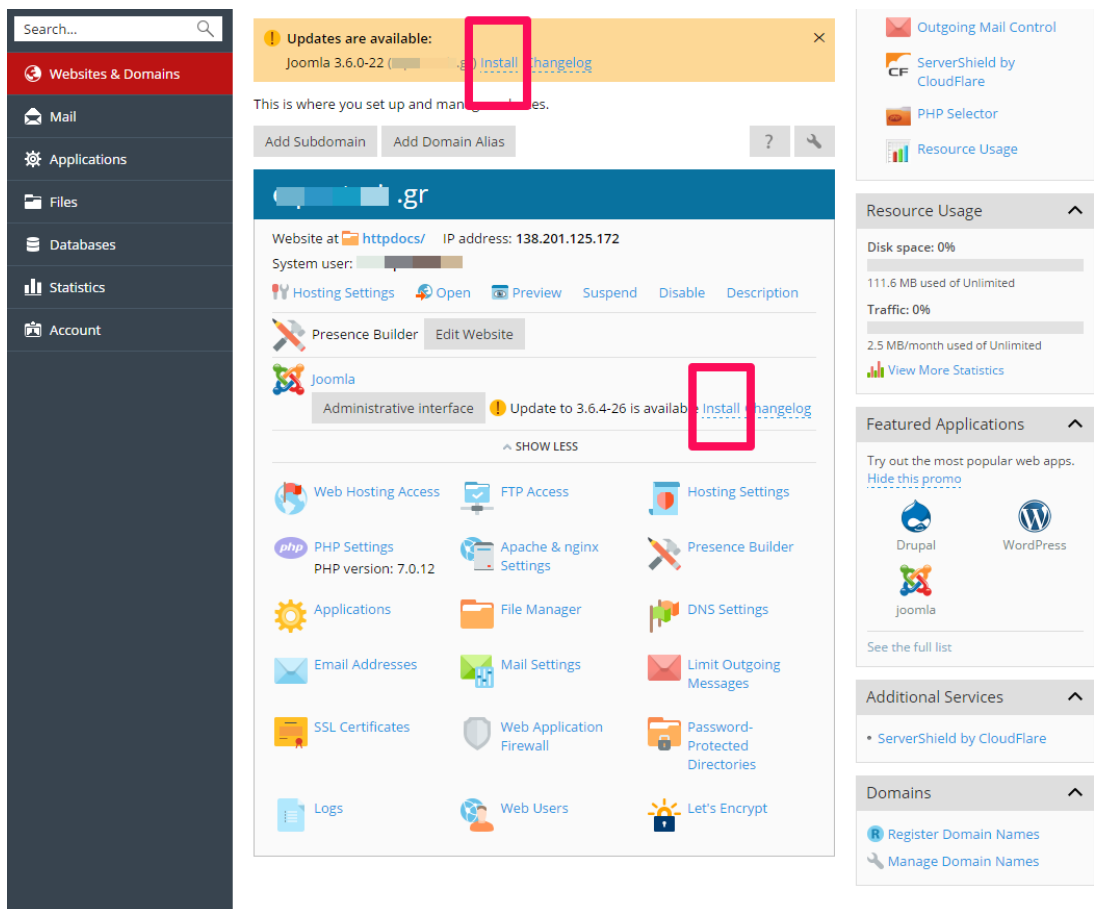 Search...
Websites & Domains
Mail
Applications
Files
Databases
Statistics
Account
Updates are available:
Joomla 3.6.0-22 ( .g ) Install Changelog
This is where you set up and manage
Add Subdomain
Add Domain Alias
?
.gr
Website at httpdocs/ IP address: 138.201.125.172
System user:
Hosting Settings Open Preview Suspend Disable Description
Presence Builder Edit Website
Joomla
Administrative interface Update to 3.6.4-26 is available Install Changelog
SHOW LESS
Web Hosting Access
FTP Access
Hosting Settings
php
PHP Settings
PHP version: 7.0.12
Apache & nginx
Settings
Presence Builder
Applications
File Manager
DNS Settings
Email Addresses
Mail Settings
Limit Outgoing
Messages
SSL Certificates
Web Application
Firewall
Password-
Protected
Directories
Logs
Web Users
Let's Encrypt
Outgoing Mail Control
CF
ServerShield by
CloudFlare
PHP Selector
Resource Usage
Resource Usage
Disk space: 0%
111.6 MB used of Unlimited
Traffic: 0%
2.5 MB/month used of Unlimited
View More Statistics
Featured Applications
Try out the most popular web apps.
Hide this promo
Drupal
WordPress
joomla
See the full list
Additional Services
• ServerShield by CloudFlare
Domains
R Register Domain Names
Manage Domain Names